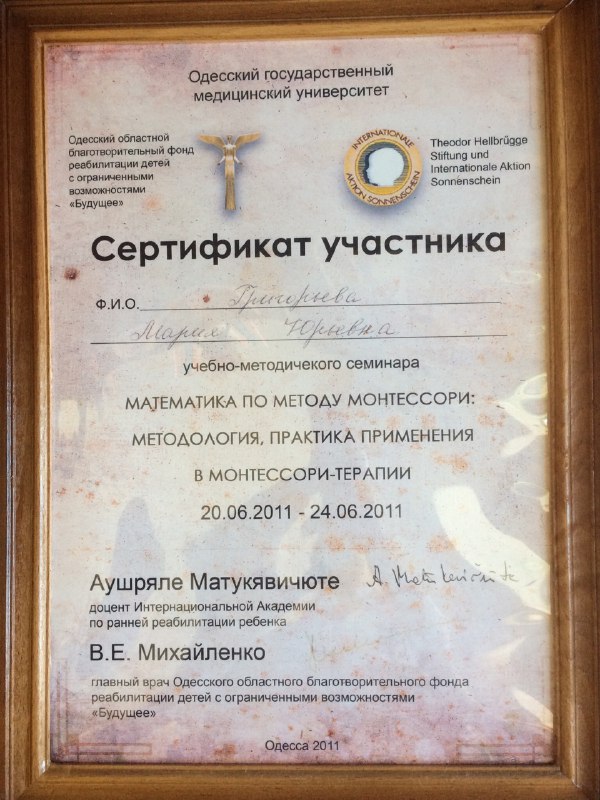 Одесский государственный
медицинский университет
Одесский областной
благотворительный фонд
реабилитации детей
с ограниченными
возможностями
«Будущее»
INTERNATIONALE
AKTION SONNENSCHEIN
Theodor Hellbrügge
Stiftung und
Internationale Aktion
Sonnenschein
Сертификат участника
Ф.И.О. Григорьева
Мария Юрьевна
учебно-методичекого семинара
МАТЕМАТИКА ПО МЕТОДУ МОНТЕССОРИ:
МЕТОДОЛОГИЯ, ПРАКТИКА ПРИМЕНЕНИЯ
В МОНТЕССОРИ-ТЕРАПИИ
20.06.2011 - 24.06.2011
Аушряле Матукявичюте
A. Matukevičiūtė
доцент Интернациональной Академии
по ранней реабилитации ребенка
В.Е. Михайленко
главный врач Одесского областного благотворительного фонда
реабилитации детей с ограниченными возможностями
«Будущее»
Одесса 2011